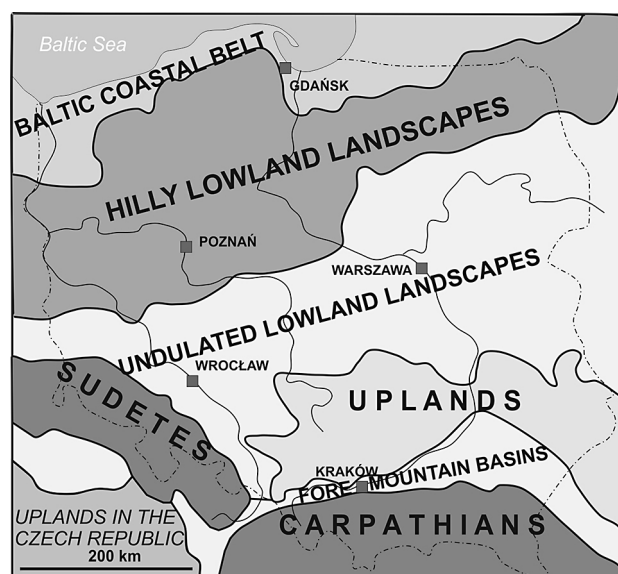 Baltic Sea
BALTIC COASTAL BELT
GDAŃSK
HILLY LOWLAND LANDSCAPES
POZNAŃ
WARSZAWA
UNDULATED LOWLAND LANDSCAPES
WROCŁAW
SUDETES
UPLANDS
KRAKÓW
FORE MOUNTAIN BASINS
CARPATHIANS
UPLANDS IN THE
CZECH REPUBLIC
200 km